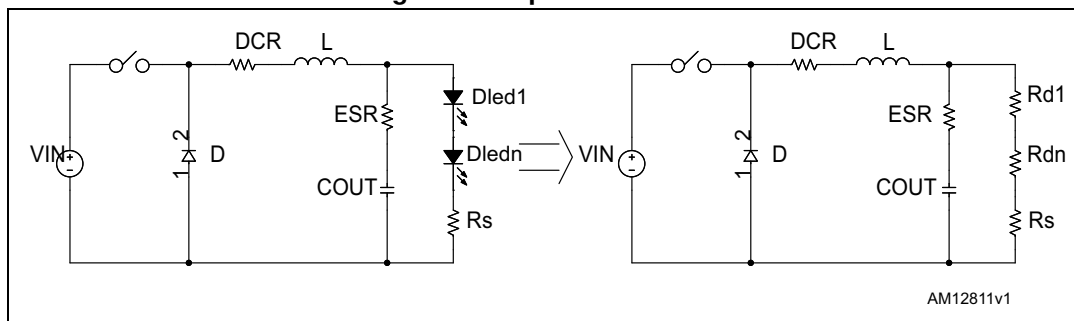 DCR
L
DCR
L
Dled1
Rd1
ESR
ESR
VIN
+
-
1 2
D
Dledn
VIN
+
-
1 2
D
Rdn
COUT
COUT
Rs
Rs
AM12811v1